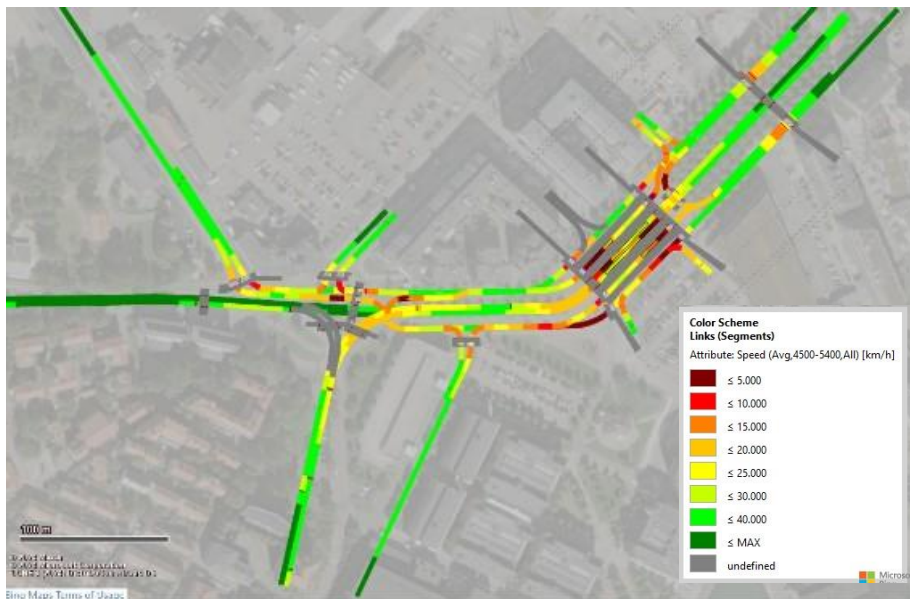 Color Scheme
Links (Segments)
Attribute: Speed (Avg,4500-5400,All) [km/h]
≤ 5.000
≤ 10.000
≤ 15.000
≤ 20.000
≤ 25.000
≤ 30.000
≤ 40.000
≤ MAX
undefined
100 m
Microso
Bing Maps Terms of Usage